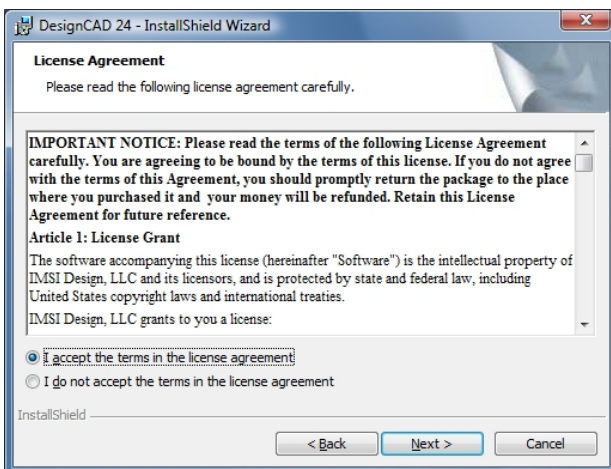 DesignCAD 24 - InstallShield Wizard
License Agreement
Please read the following license agreement carefully.
IMPORTANT NOTICE: Please read the terms of the following License Agreement
carefully. You are agreeing to be bound by the terms of this license. If you do not agree
with the terms of this Agreement, you should promptly return the package to the place
where you purchased it and your money will be refunded. Retain this License
Agreement for future reference.
Article 1: License Grant
The software accompanying this license (hereinafter "Software") is the intellectual property of
IMSI Design, LLC and its licensors, and is protected by state and federal law, including
United States copyright laws and international treaties.
IMSI Design, LLC grants to you a license:
I accept the terms in the license agreement
I do not accept the terms in the license agreement
InstallShield
< Back
Next >
Cancel